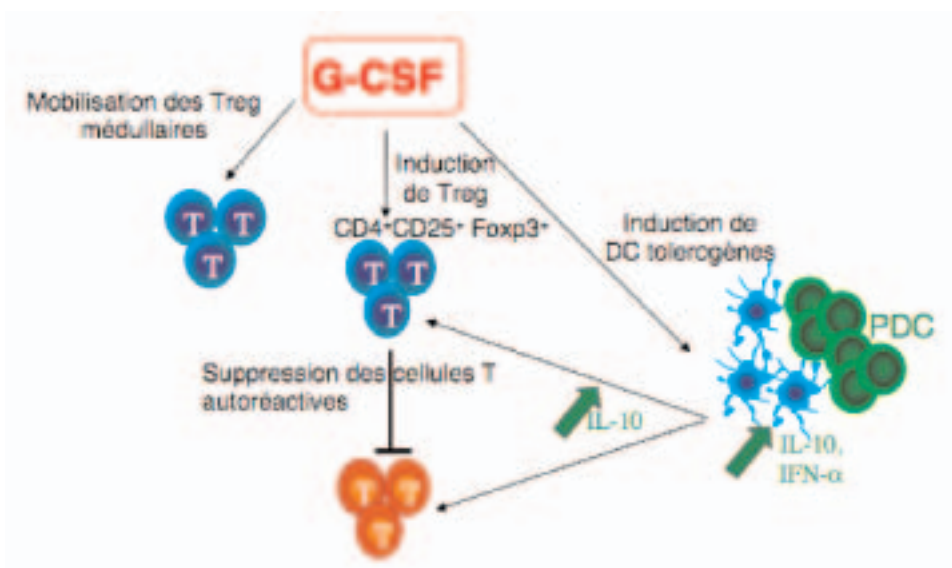 G-CSF
Mobilisation des Treg
médullaires
Induction
de Treg
CD4+CD25+ Foxp3+
Induction de
DC tolerogènes
T
T
T
T
T
T
PDC
Suppression des cellules T
autoréactives
IL-10
IL-10,
IFN-α
T
T
T